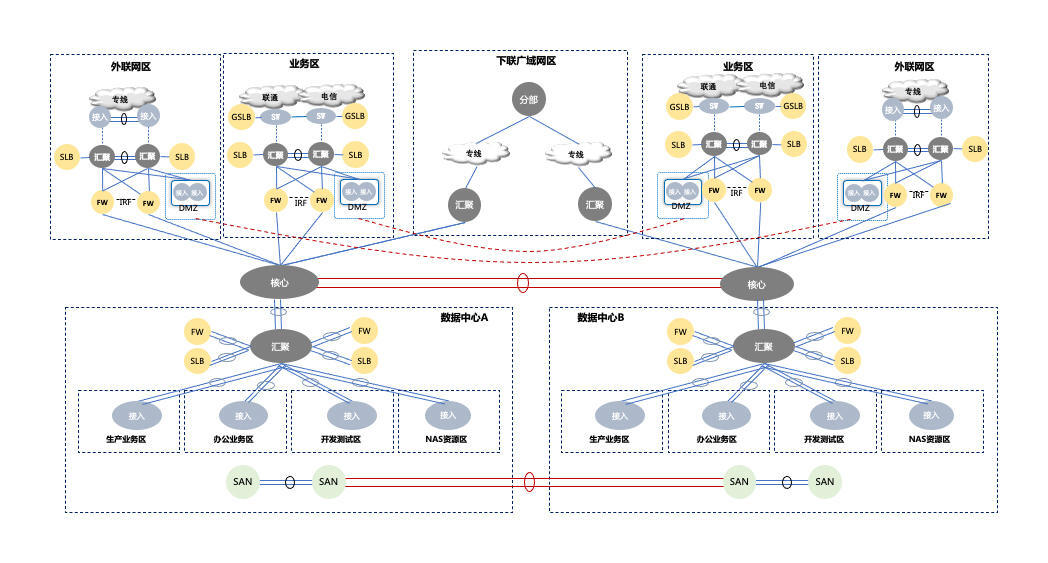 外联网区
业务区
下联广域网区
业务区
外联网区
专线
接入
接入
SLB
汇聚
汇聚
SLB
FW
IRF
FW
接入 接入
DMZ
联通
电信
GSLB
SW
SW
GSLB
SLB
汇聚
汇聚
SLB
FW
IRF
FW
接入 接入
DMZ
分部
专线
专线
汇聚
汇聚
联通
电信
GSLB
SW
SW
GSLB
SLB
汇聚
汇聚
SLB
接入 接入
DMZ
FW
IRF
FW
专线
接入
接入
SLB
汇聚
汇聚
SLB
接入 接入
DMZ
FW
IRF
FW
核心
核心
数据中心A
FW
FW
汇聚
SLB
SLB
接入
接入
接入
接入
生产业务区
办公业务区
开发测试区
NAS资源区
SAN
SAN
数据中心B
FW
FW
汇聚
SLB
SLB
接入
接入
接入
接入
生产业务区
办公业务区
开发测试区
NAS资源区
SAN
SAN